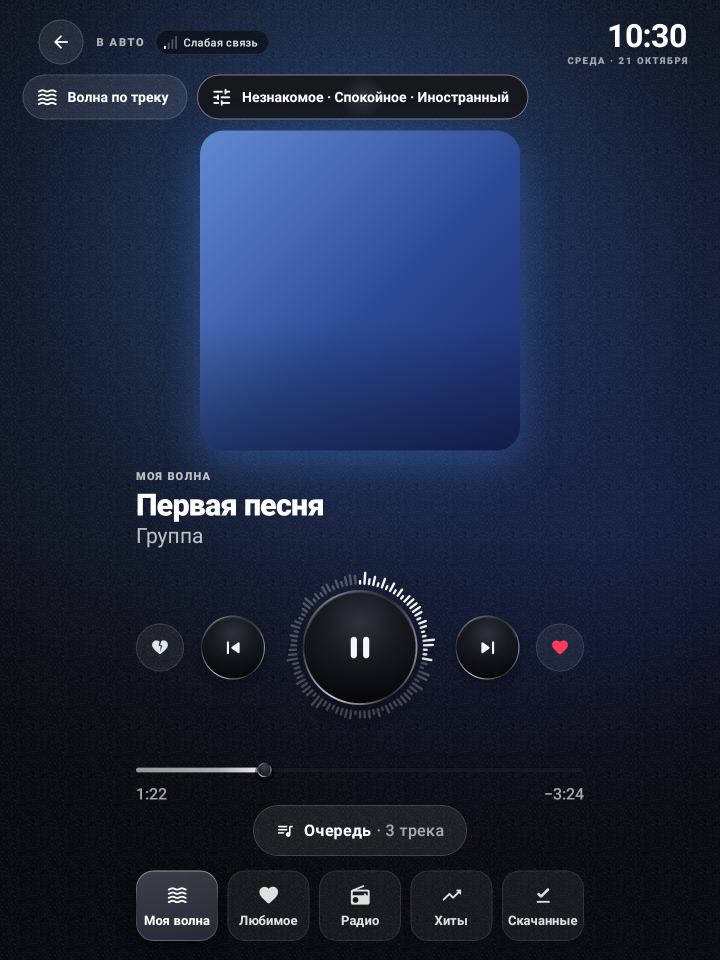 В АВТО
Слабая связь
10:30
СРЕДА · 21 ОКТЯБРЯ
Волна по треку
Незнакомое · Спокойное · Иностранный
МОЯ ВОЛНА
Первая песня
Группа
1:22
−3:24
Очередь · 3 трека
Моя волна
Любимое
Радио
Хиты
Скачанные